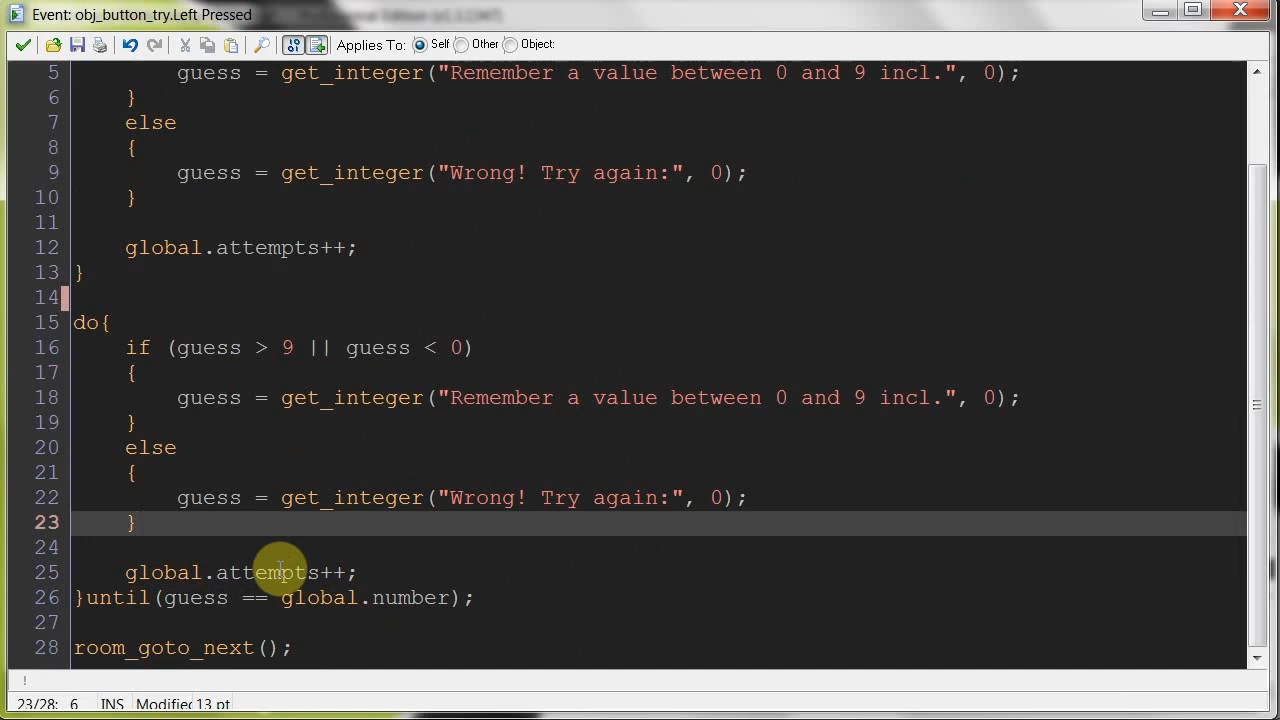 Event: obj_button_try.Left Pressed
Applies To: Self Other Object:
5 guess = get_integer("Remember a value between 0 and 9 incl.", 0);
6 }
7 else
8 {
9 guess = get_integer("Wrong! Try again:", 0);
10 }
11
12 global.attempts++;
13 }
14
15 do{
16 if (guess > 9 || guess < 0)
17 {
18 guess = get_integer("Remember a value between 0 and 9 incl.", 0);
19 }
20 else
21 {
22 guess = get_integer("Wrong! Try again:", 0);
23 }
24
25 global.attempts++;
26 }until(guess == global.number);
27
28 room_goto_next();
!
23/28: 6 INS Modified 13 pt